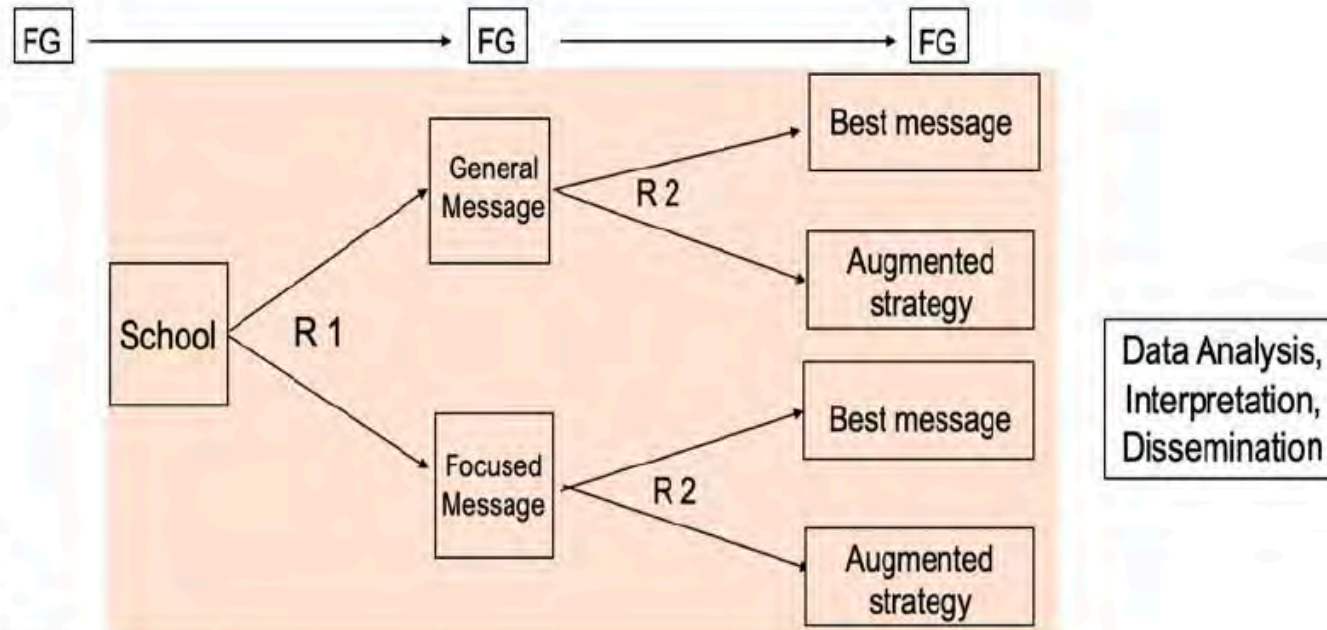 FG
FG
FG
School
R 1
General
Message
Focused
Message
R 2
R 2
Best message
Augmented
strategy
Best message
Augmented
strategy
Data Analysis,
Interpretation,
Dissemination